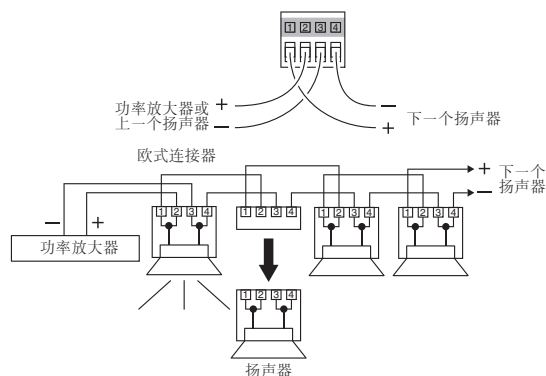 1 2 3 4
功率放大器或 +
上一个扬声器 −
− 下一个扬声器
+
欧式连接器
+ 下一个
− 扬声器
− +
功率放大器
1 2 3 4
1 2 3 4
1 2 3 4
1 2 3 4
1 2 3 4
扬声器